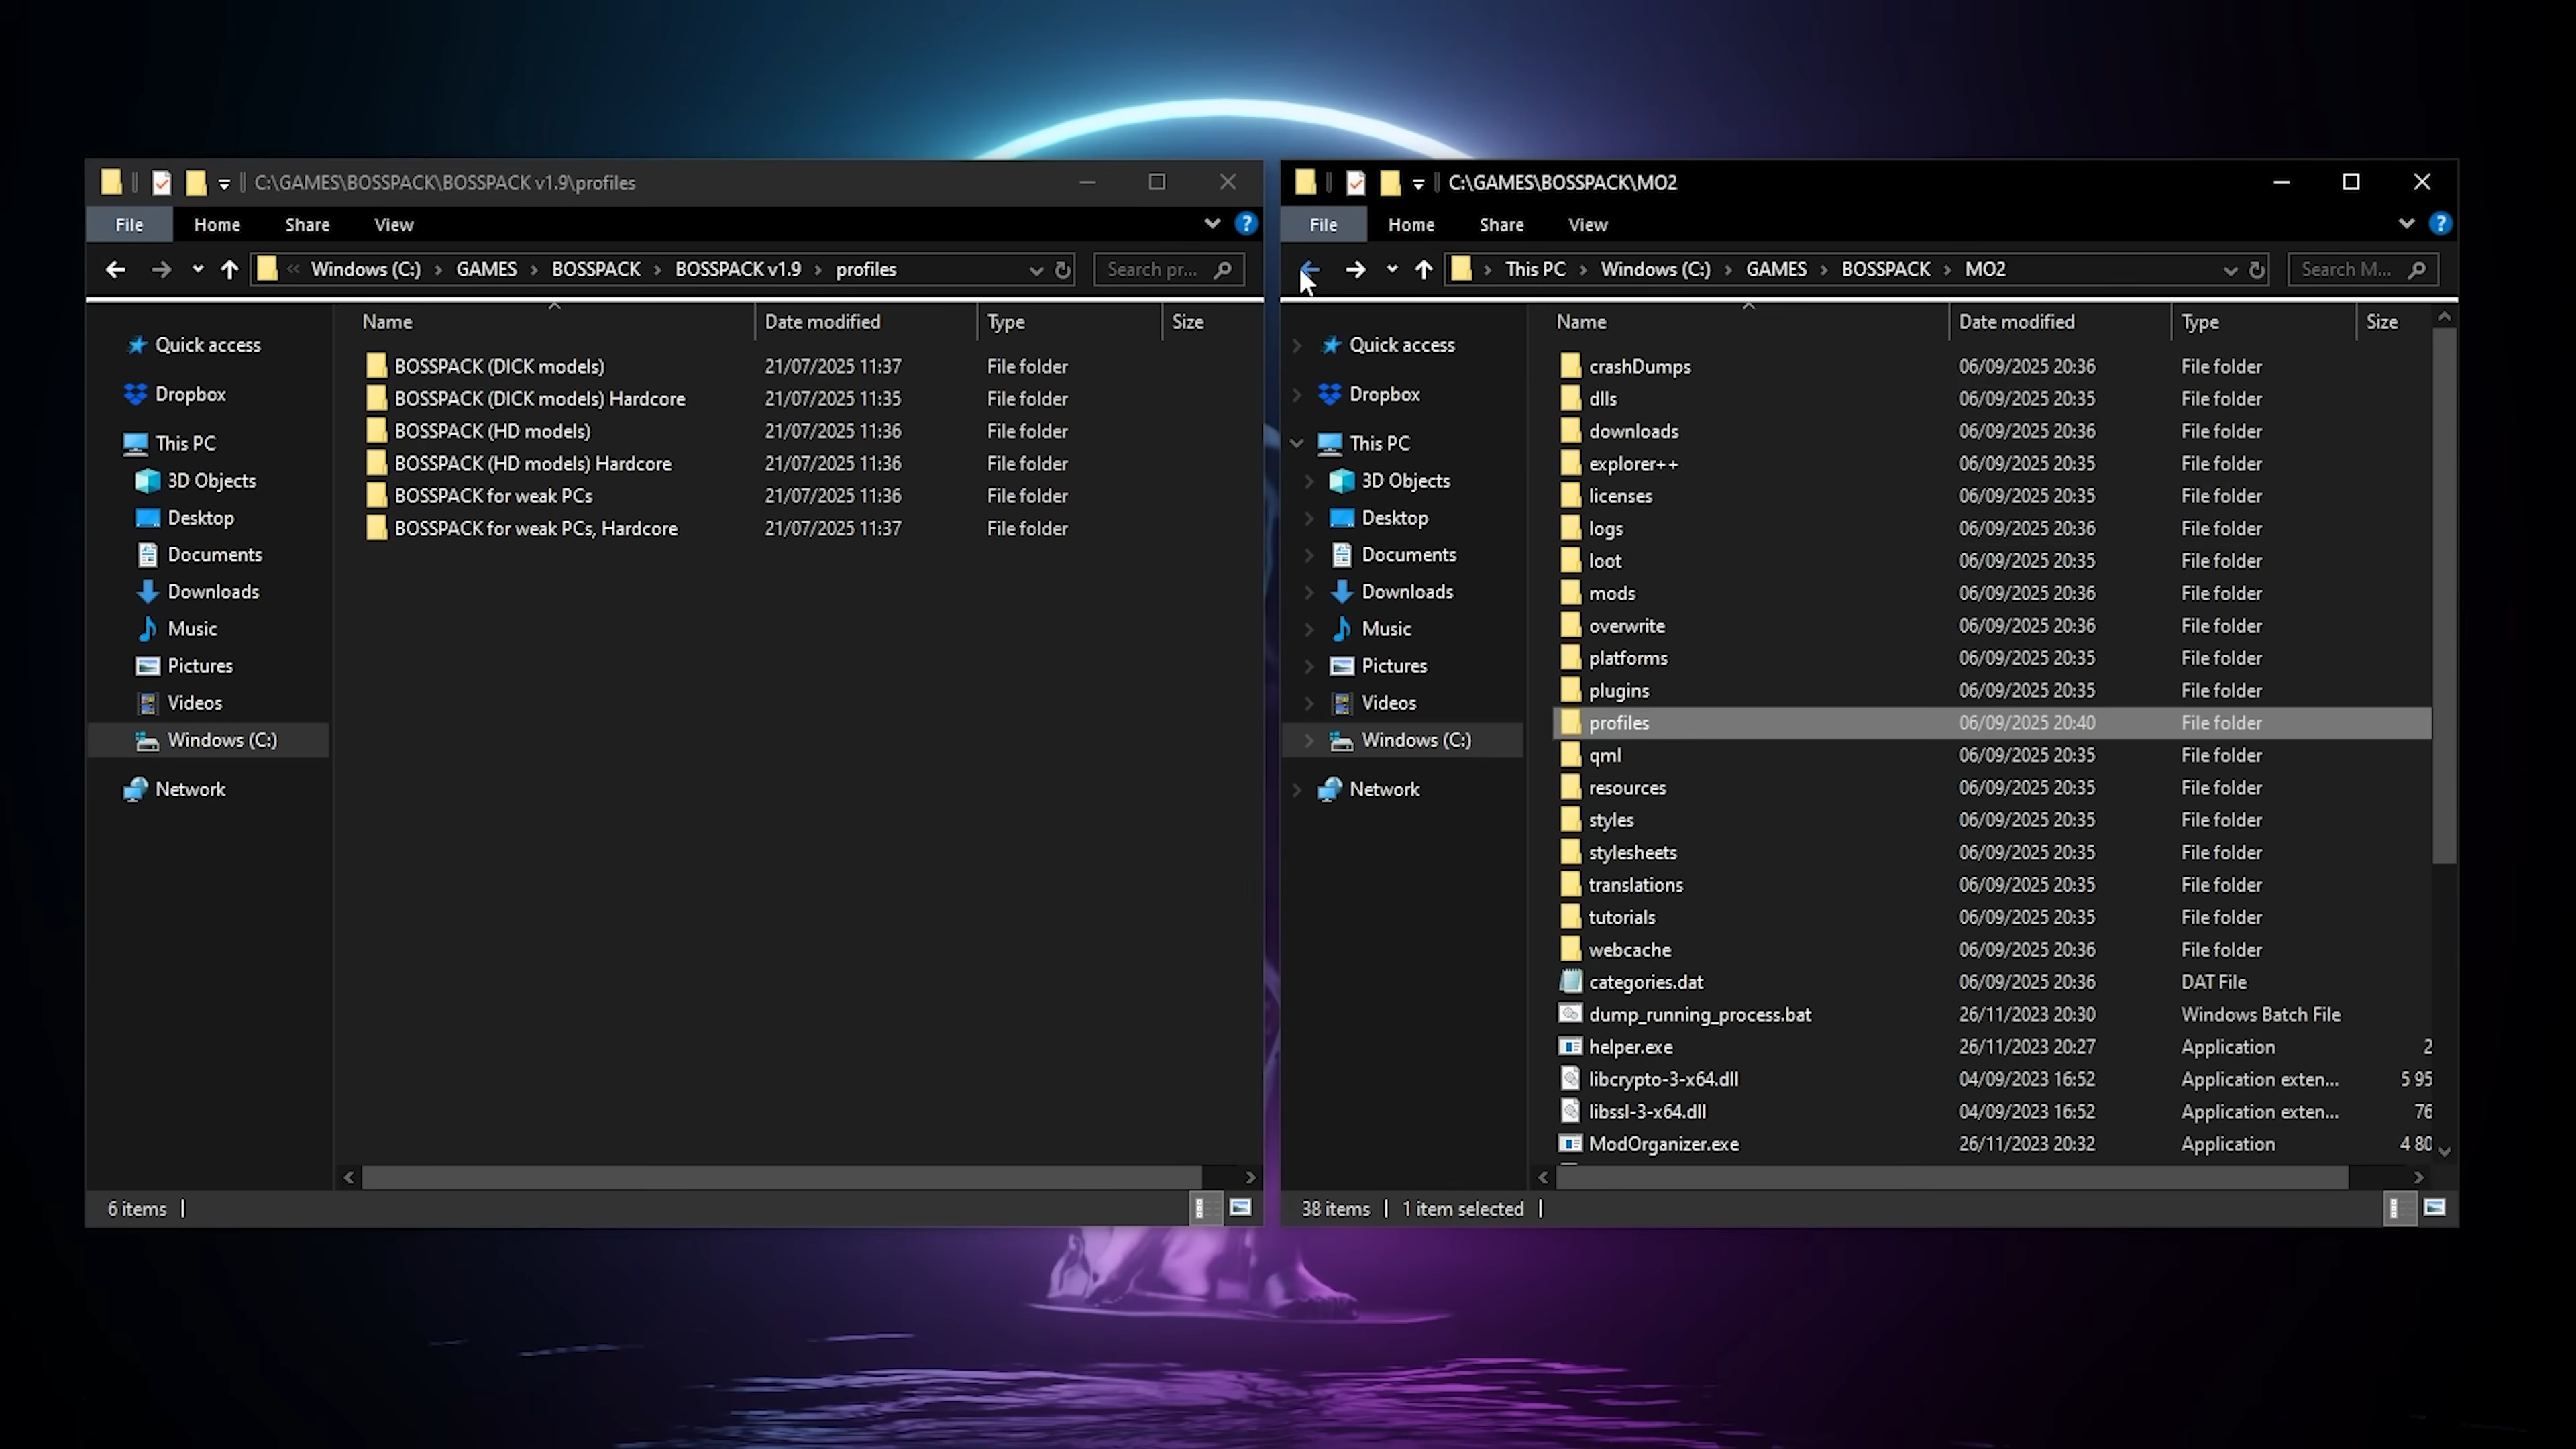 C:\GAMES\BOSSPACK\BOSSPACK v1.9\profiles
File Home Share View
Windows (C:) GAMES BOSSPACK BOSSPACK v1.9 profiles Search pr...
Quick access
Dropbox
This PC
3D Objects
Desktop
Documents
Downloads
Music
Pictures
Videos
Windows (C:)
Network
Name Date modified Type Size
BOSSPACK (DICK models) 21/07/2025 11:37 File folder
BOSSPACK (DICK models) Hardcore 21/07/2025 11:35 File folder
BOSSPACK (HD models) 21/07/2025 11:36 File folder
BOSSPACK (HD models) Hardcore 21/07/2025 11:36 File folder
BOSSPACK for weak PCs 21/07/2025 11:36 File folder
BOSSPACK for weak PCs, Hardcore 21/07/2025 11:37 File folder
6 items
C:\GAMES\BOSSPACK\MO2
File Home Share View
This PC Windows (C:) GAMES BOSSPACK MO2 Search M...
Quick access
Dropbox
This PC
3D Objects
Desktop
Documents
Downloads
Music
Pictures
Videos
Windows (C:)
Network
Name Date modified Type Size
crashDumps 06/09/2025 20:36 File folder
dlls 06/09/2025 20:35 File folder
downloads 06/09/2025 20:36 File folder
explorer++ 06/09/2025 20:35 File folder
licenses 06/09/2025 20:35 File folder
logs 06/09/2025 20:36 File folder
loot 06/09/2025 20:35 File folder
mods 06/09/2025 20:36 File folder
overwrite 06/09/2025 20:36 File folder
platforms 06/09/2025 20:35 File folder
plugins 06/09/2025 20:35 File folder
profiles 06/09/2025 20:40 File folder
qml 06/09/2025 20:35 File folder
resources 06/09/2025 20:35 File folder
styles 06/09/2025 20:35 File folder
stylesheets 06/09/2025 20:35 File folder
translations 06/09/2025 20:35 File folder
tutorials 06/09/2025 20:35 File folder
webcache 06/09/2025 20:36 File folder
categories.dat 06/09/2025 20:36 DAT File
dump_running_process.bat 26/11/2023 20:30 Windows Batch File
helper.exe 26/11/2023 20:27 Application 2
libcrypto-3-x64.dll 04/09/2023 16:52 Application exten... 5 95
libssl-3-x64.dll 04/09/2023 16:52 Application exten... 76
ModOrganizer.exe 26/11/2023 20:32 Application 4 80
38 items 1 item selected